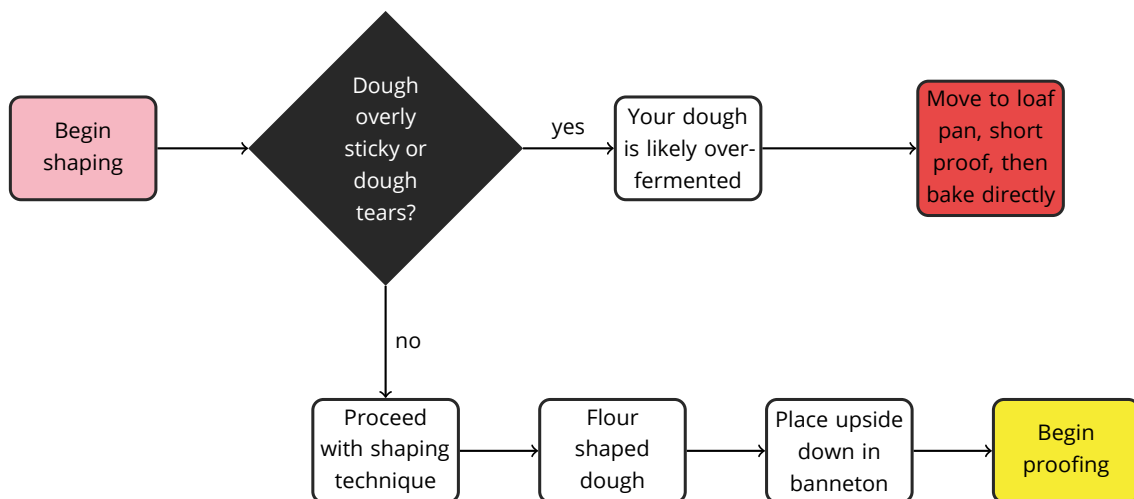 Begin
shaping
Dough
overly
sticky or
dough
tears?
yes
Your dough
is likely over-
fermented
Move to loaf
pan, short
proof, then
bake directly
no
Proceed
with shaping
technique
Flour
shaped
dough
Place upside
down in
banneton
Begin
proofing